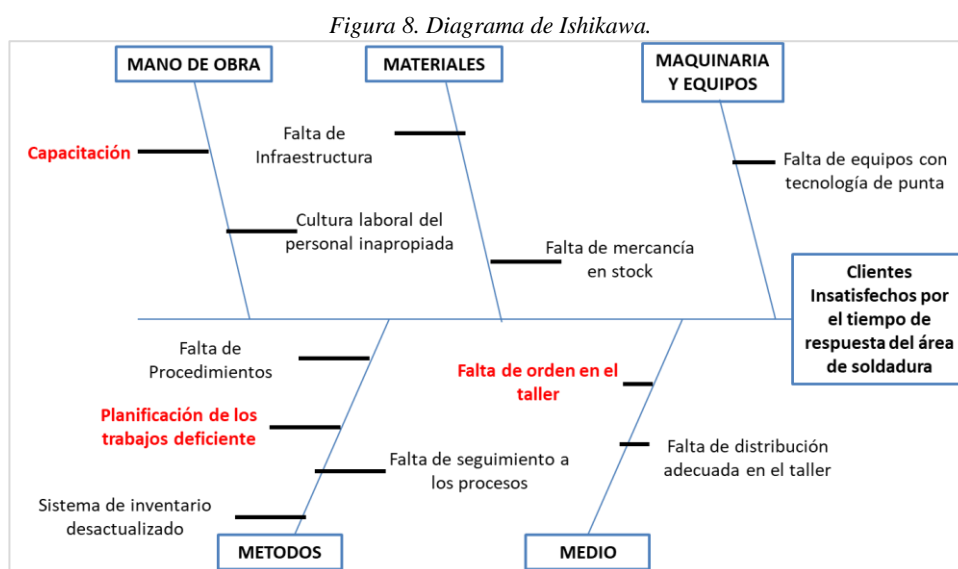 Figura 8. Diagrama de Ishikawa.
MANO DE OBRA
MATERIALES
MAQUINARIA
Y EQUIPOS
Capacitación
Falta de
Infraestructura
Falta de equipos con
tecnología de punta
Cultura laboral del
personal inapropiada
Falta de mercancía
en stock
Clientes
Insatisfechos por
el tiempo de
respuesta del área
de soldadura
Falta de
Procedimientos
Falta de orden en el
taller
Planificación de los
trabajos deficiente
Falta de seguimiento a
los procesos
Falta de distribución
adecuada en el taller
Sistema de inventario
desactualizado
METODOS
MEDIO